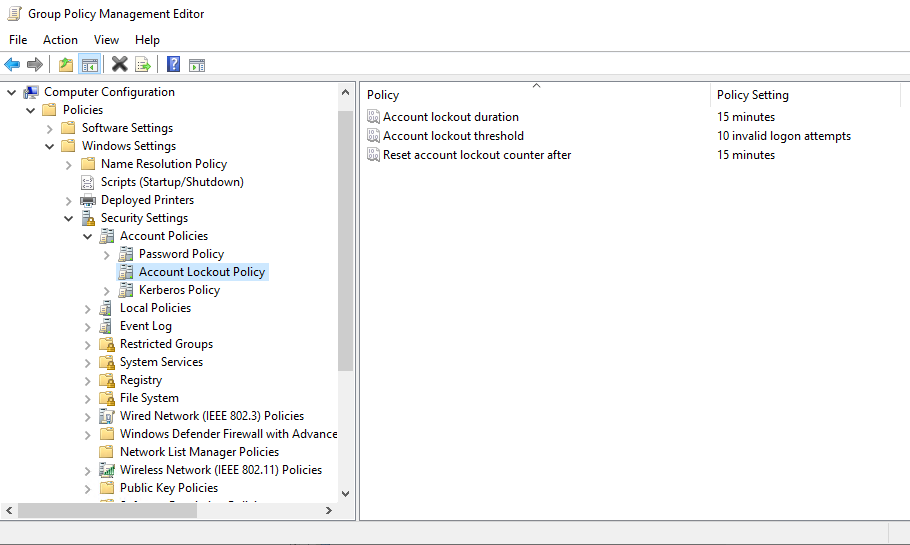 Group Policy Management Editor
File Action View Help
Computer Configuration
Policies
Software Settings
Windows Settings
Name Resolution Policy
Scripts (Startup/Shutdown)
Deployed Printers
Security Settings
Account Policies
Password Policy
Account Lockout Policy
Kerberos Policy
Local Policies
Event Log
Restricted Groups
System Services
Registry
File System
Wired Network (IEEE 802.3) Policies
Windows Defender Firewall with Advance
Network List Manager Policies
Wireless Network (IEEE 802.11) Policies
Public Key Policies
Policy Policy Setting
Account lockout duration 15 minutes
Account lockout threshold 10 invalid logon attempts
Reset account lockout counter after 15 minutes